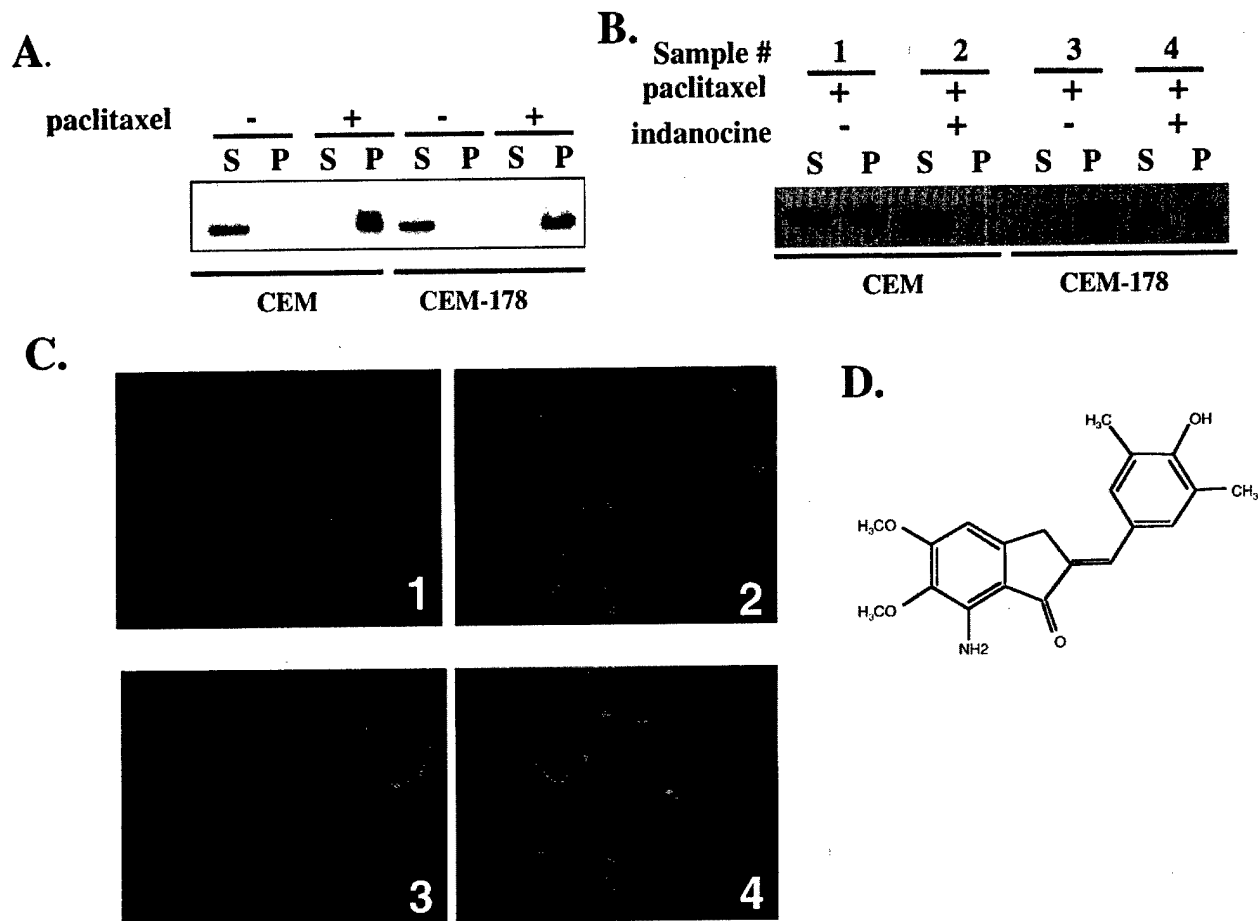 A.
paclitaxel - + - +
S P S P S P S P
CEM CEM-178
B.
Sample # 1 2 3 4
paclitaxel + + + +
indanocine - + - +
S P S P S P S P
CEM CEM-178
C.
1
2
3
4
D.
H₃C
OH
CH₃
H₃CO
H₃CO
NH2
O